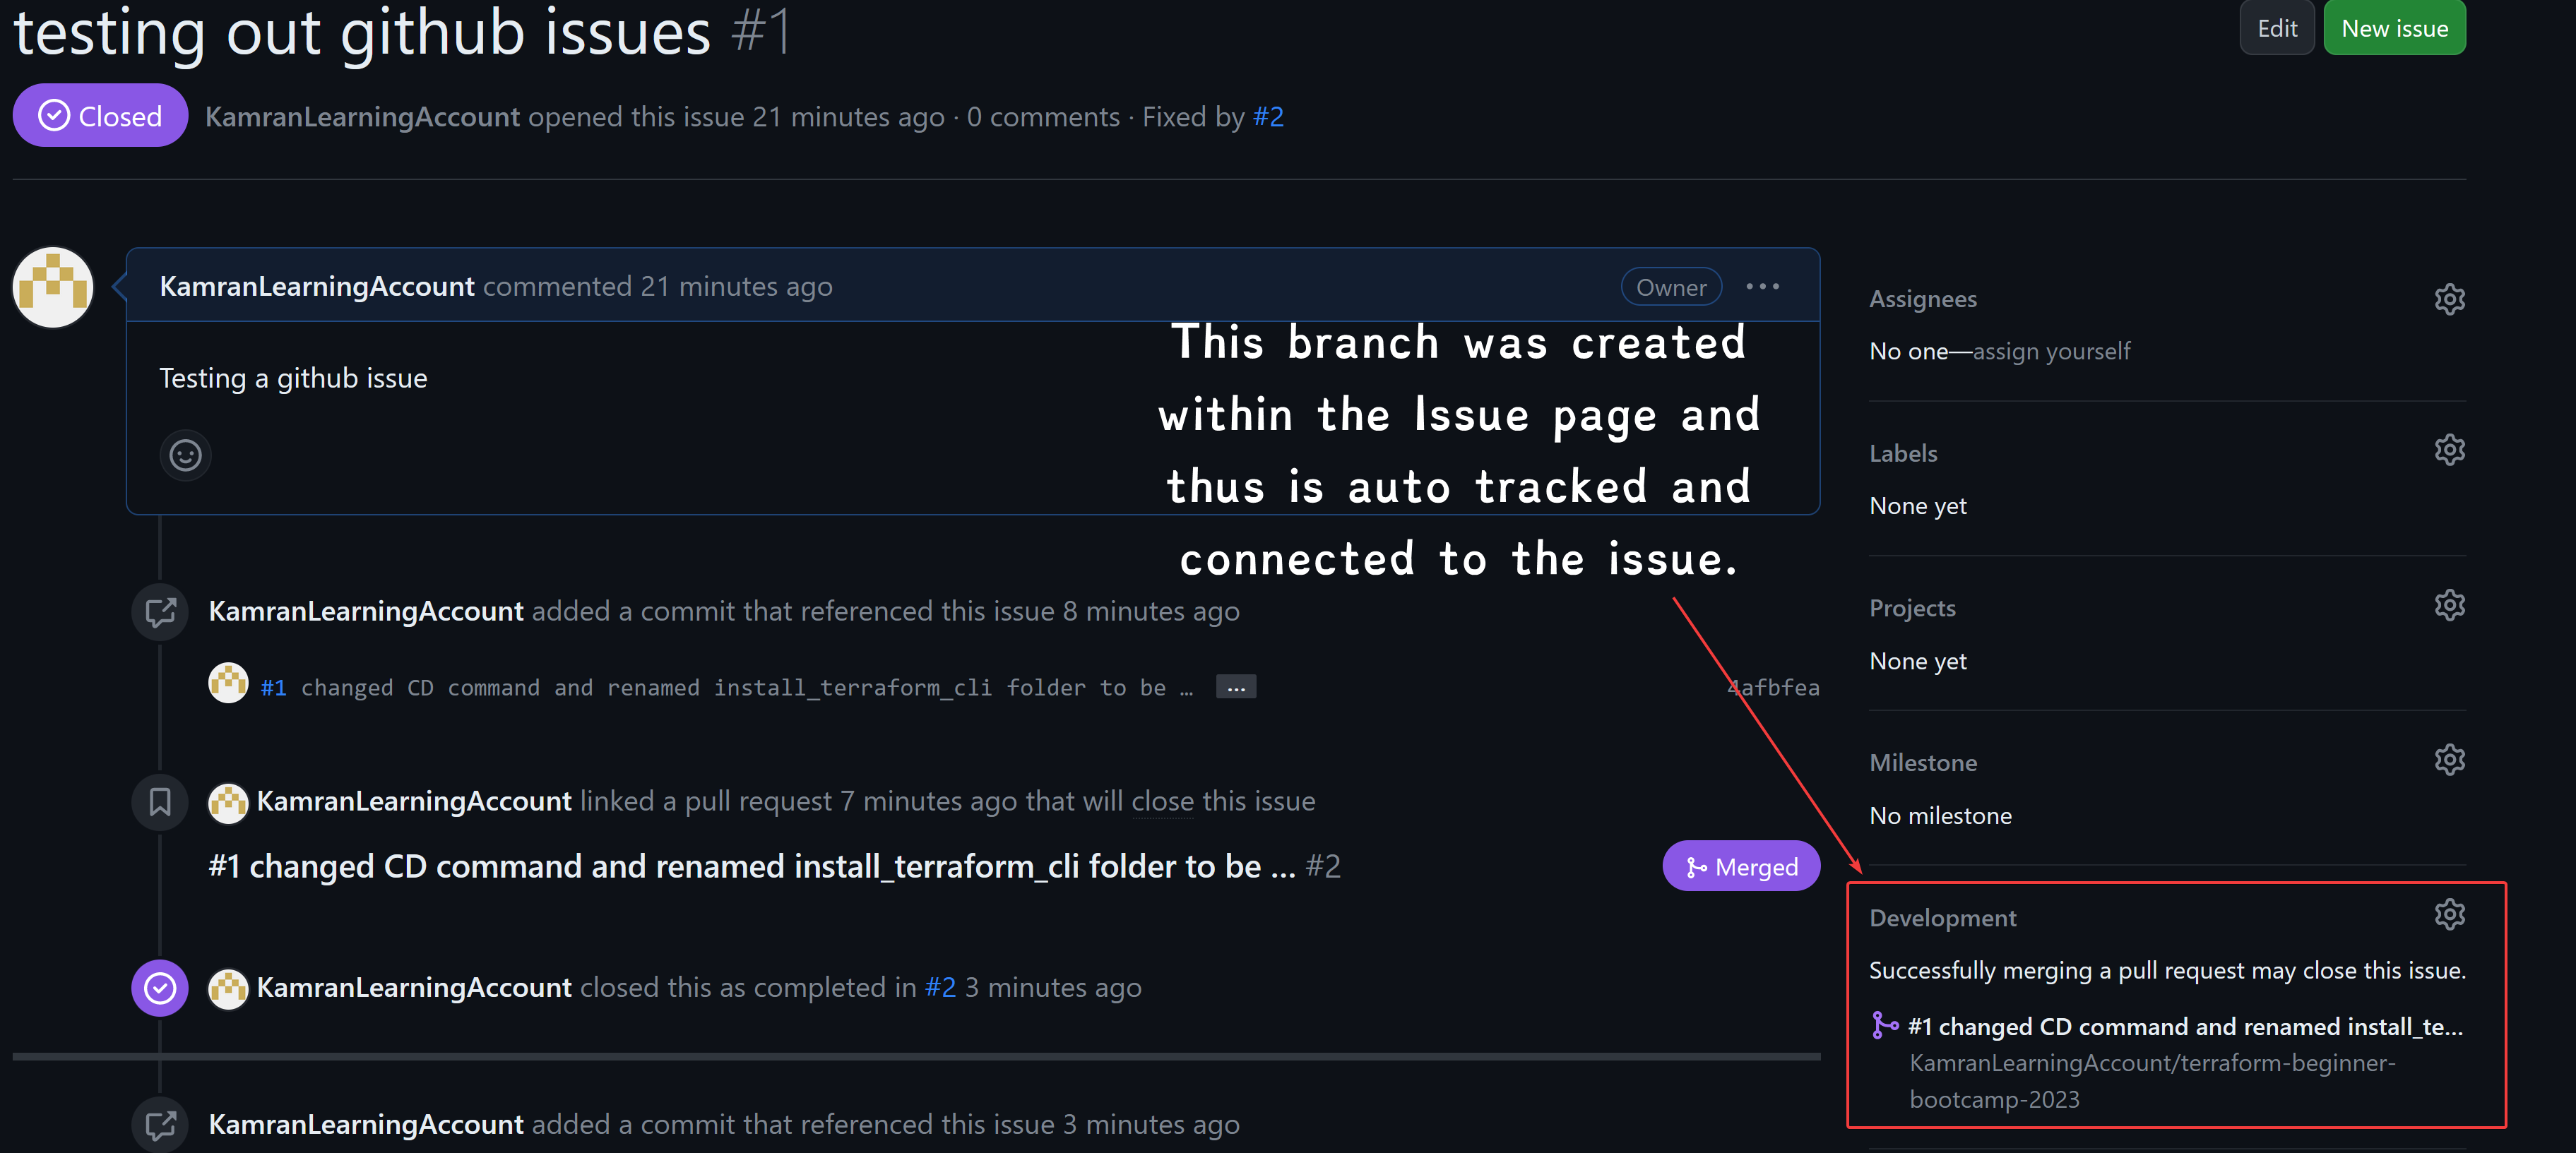 testing out github issues #1
Edit
New issue
Closed
KamranLearningAccount opened this issue 21 minutes ago · 0 comments · Fixed by #2
KamranLearningAccount commented 21 minutes ago
Owner
Testing a github issue
This branch was created
within the Issue page and
thus is auto tracked and
connected to the issue.
KamranLearningAccount added a commit that referenced this issue 8 minutes ago
#1 changed CD command and renamed install_terraform_cli folder to be …
4afbfea
KamranLearningAccount linked a pull request 7 minutes ago that will close this issue
#1 changed CD command and renamed install_terraform_cli folder to be ... #2
Merged
KamranLearningAccount closed this as completed in #2 3 minutes ago
KamranLearningAccount added a commit that referenced this issue 3 minutes ago
Assignees
No one—assign yourself
Labels
None yet
Projects
None yet
Milestone
No milestone
Development
Successfully merging a pull request may close this issue.
#1 changed CD command and renamed install_te...
KamranLearningAccount/terraform-beginner-
bootcamp-2023